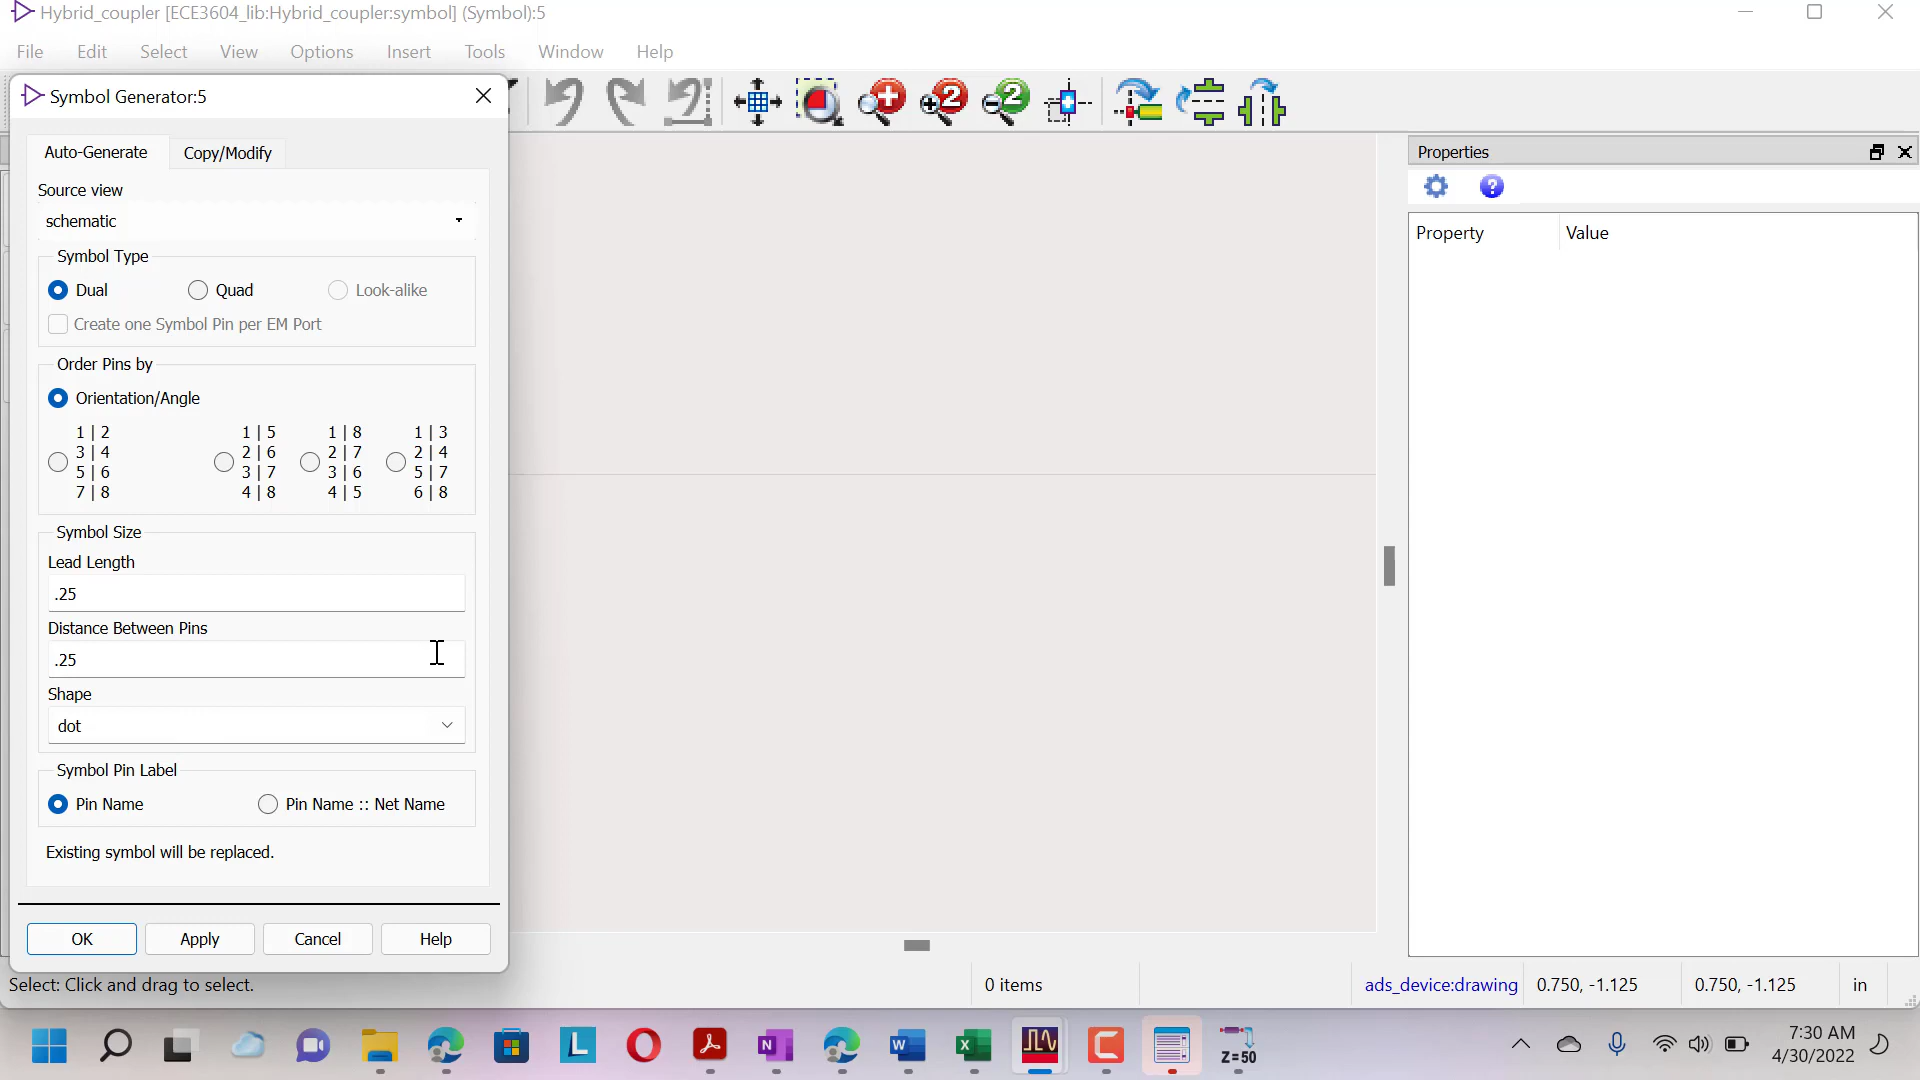 Hybrid_coupler [ECE3604_lib:Hybrid_coupler:symbol] (Symbol):5
File Edit Select View Options Insert Tools Window Help
Symbol Generator:5
Auto-Generate Copy/Modify
Source view
schematic
Symbol Type
Dual Quad Look-alike
Create one Symbol Pin per EM Port
Order Pins by
Orientation/Angle
1 | 2 1 | 5 1 | 8 1 | 3
3 | 4 2 | 6 2 | 7 2 | 4
5 | 6 3 | 7 3 | 6 5 | 7
7 | 8 4 | 8 4 | 5 6 | 8
Symbol Size
Lead Length
.25
Distance Between Pins
.25
Shape
dot
Symbol Pin Label
Pin Name Pin Name :: Net Name
Existing symbol will be replaced.
OK Apply Cancel Help
2 2
Properties
?
Property Value
Select: Click and drag to select. 0 items ads_device:drawing 0.750, -1.125 0.750, -1.125 in
L N W X C Z=50
7:30 AM
4/30/2022